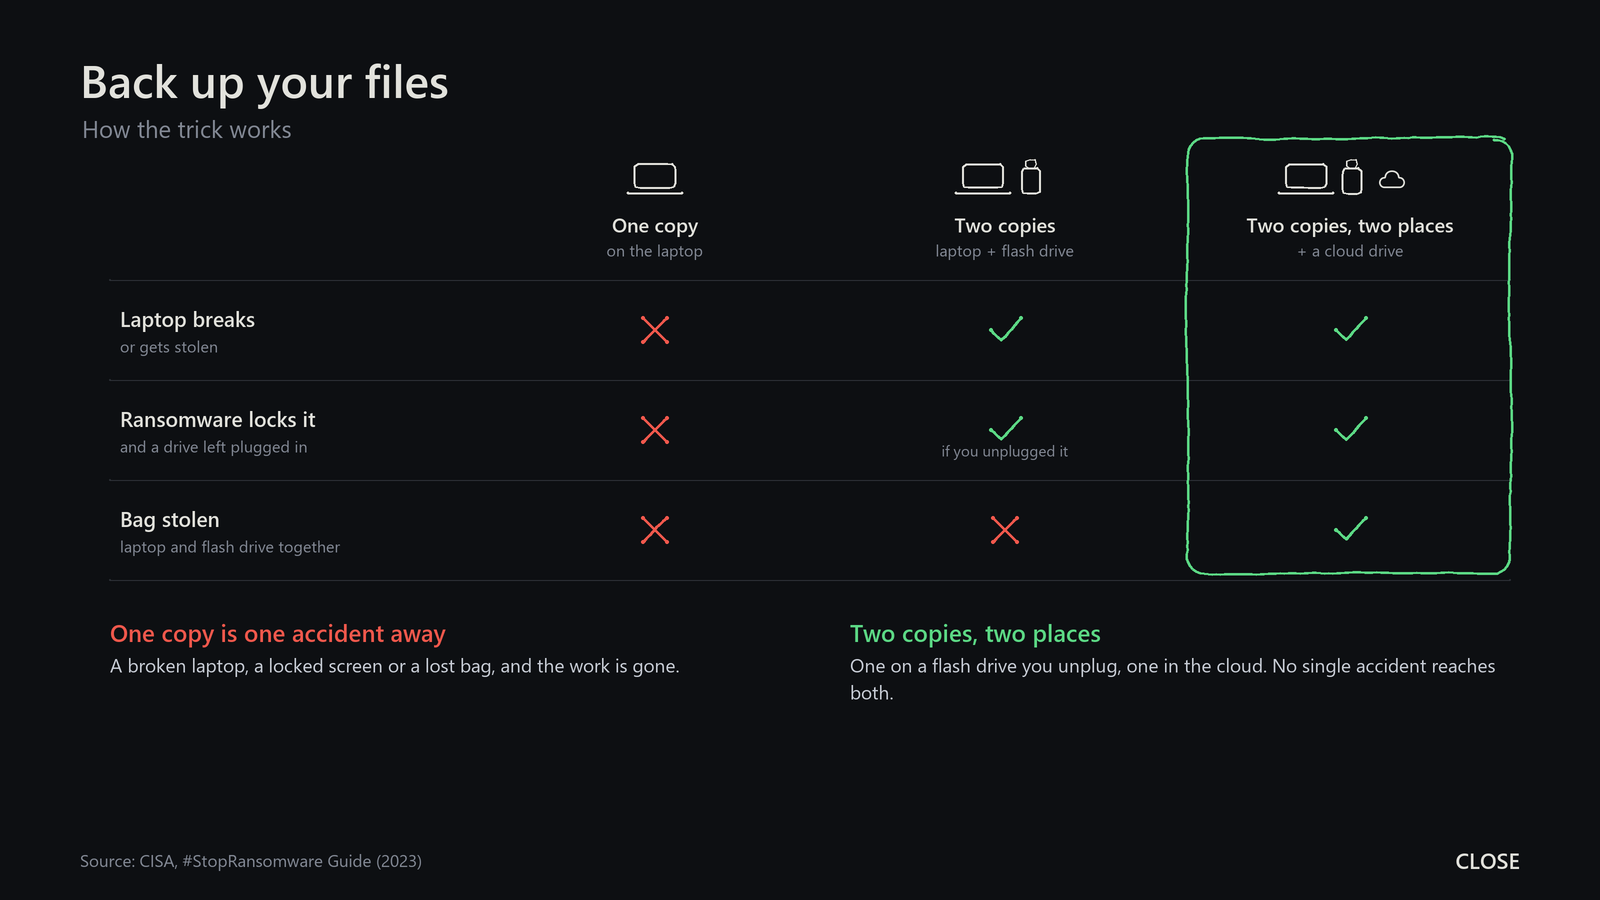 Back up your files
How the trick works
One copy
on the laptop
Two copies
laptop + flash drive
Two copies, two places
+ a cloud drive
Laptop breaks
or gets stolen
Ransomware locks it
and a drive left plugged in
if you unplugged it
Bag stolen
laptop and flash drive together
One copy is one accident away
A broken laptop, a locked screen or a lost bag, and the work is gone.
Two copies, two places
One on a flash drive you unplug, one in the cloud. No single accident reaches
both.
Source: CISA, #StopRansomware Guide (2023)
CLOSE